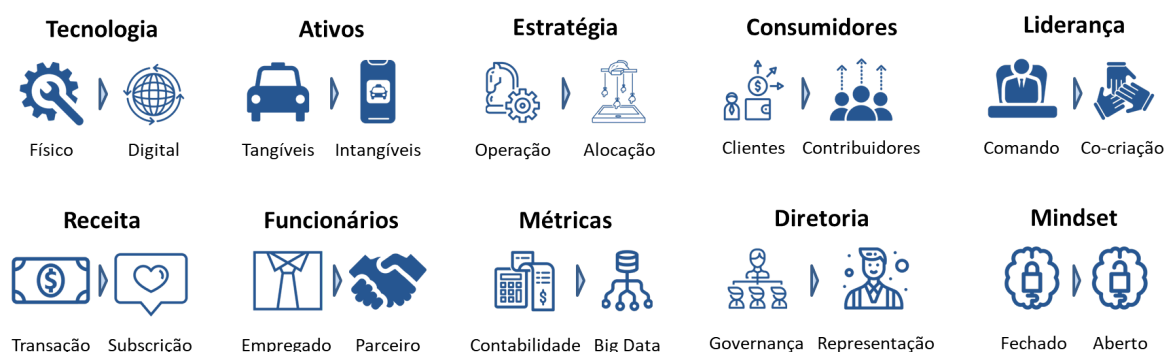 Tecnologia
Ativos
Estratégia
Consumidores
Liderança
Físico
Digital
Tangíveis
Intangíveis
Operação
Alocação
Clientes
Contribuidores
Comando
Co-criação
Receita
Funcionários
Métricas
Diretoria
Mindset
Transação
Subscrição
Empregado
Parceiro
Contabilidade
Big Data
Governança
Representação
Fechado
Aberto